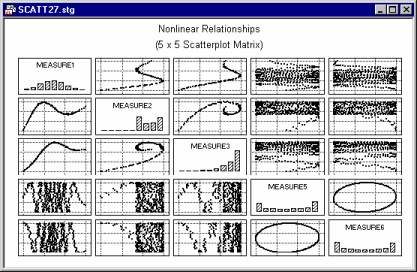 SCATT27.stg
Nonlinear Relationships
(5 x 5 Scatterplot Matrix)
MEASURE1
MEASURE2
MEASURE3
MEASURE5
MEASURE6